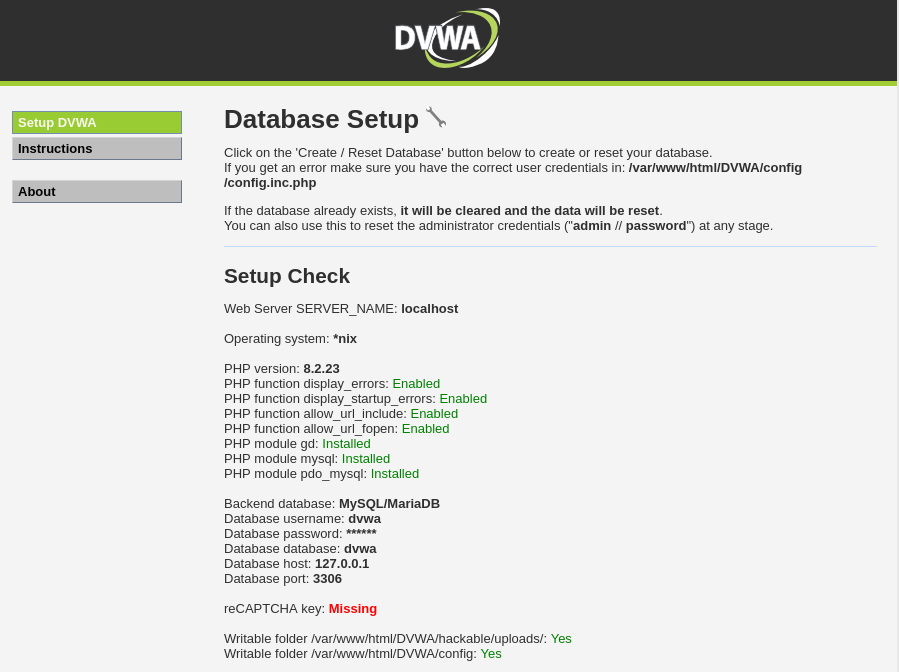 DVWA
Setup DVWA
Instructions
About
Database Setup
Click on the 'Create / Reset Database' button below to create or reset your database.
If you get an error make sure you have the correct user credentials in: /var/www/html/DVWA/config
/config.inc.php
If the database already exists, it will be cleared and the data will be reset.
You can also use this to reset the administrator credentials ("admin // password") at any stage.
Setup Check
Web Server SERVER_NAME: localhost
Operating system: *nix
PHP version: 8.2.23
PHP function display_errors: Enabled
PHP function display_startup_errors: Enabled
PHP function allow_url_include: Enabled
PHP function allow_url_fopen: Enabled
PHP module gd: Installed
PHP module mysql: Installed
PHP module pdo_mysql: Installed
Backend database: MySQL/MariaDB
Database username: dvwa
Database password: ******
Database database: dvwa
Database host: 127.0.0.1
Database port: 3306
reCAPTCHA key: Missing
Writable folder /var/www/html/DVWA/hackable/uploads/: Yes
Writable folder /var/www/html/DVWA/config: Yes